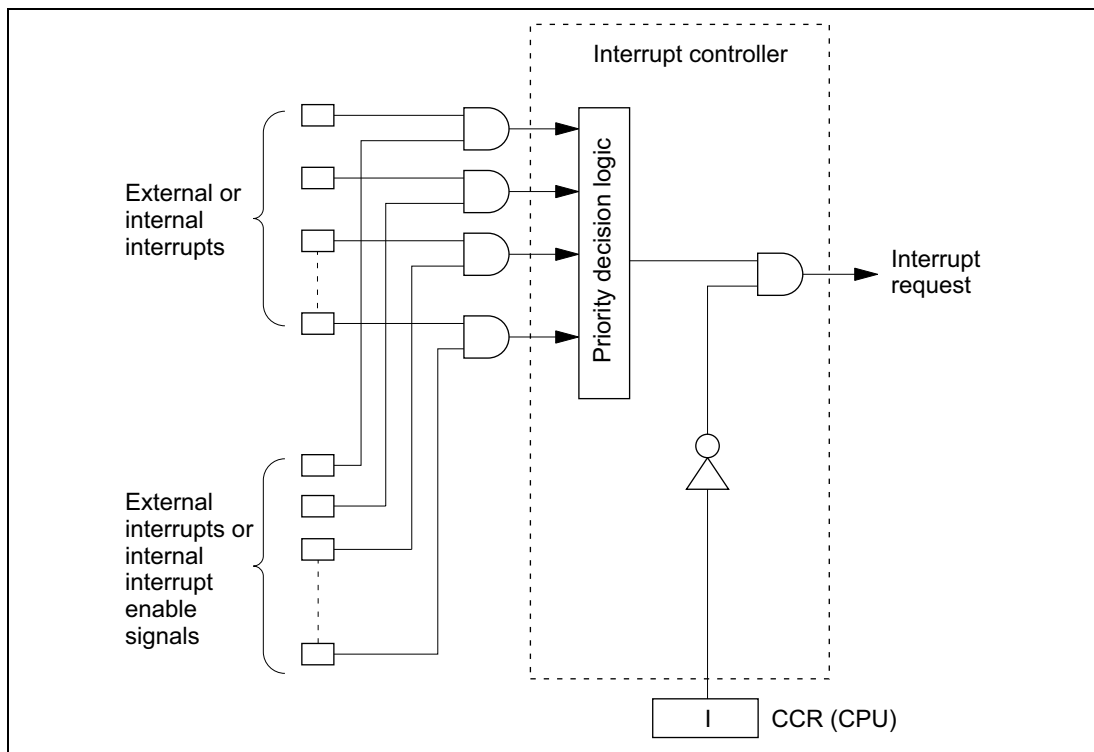 Interrupt controller
External or
internal
interrupts
Priority decision logic
Interrupt
request
External
interrupts or
internal
interrupt
enable
signals
I
CCR (CPU)